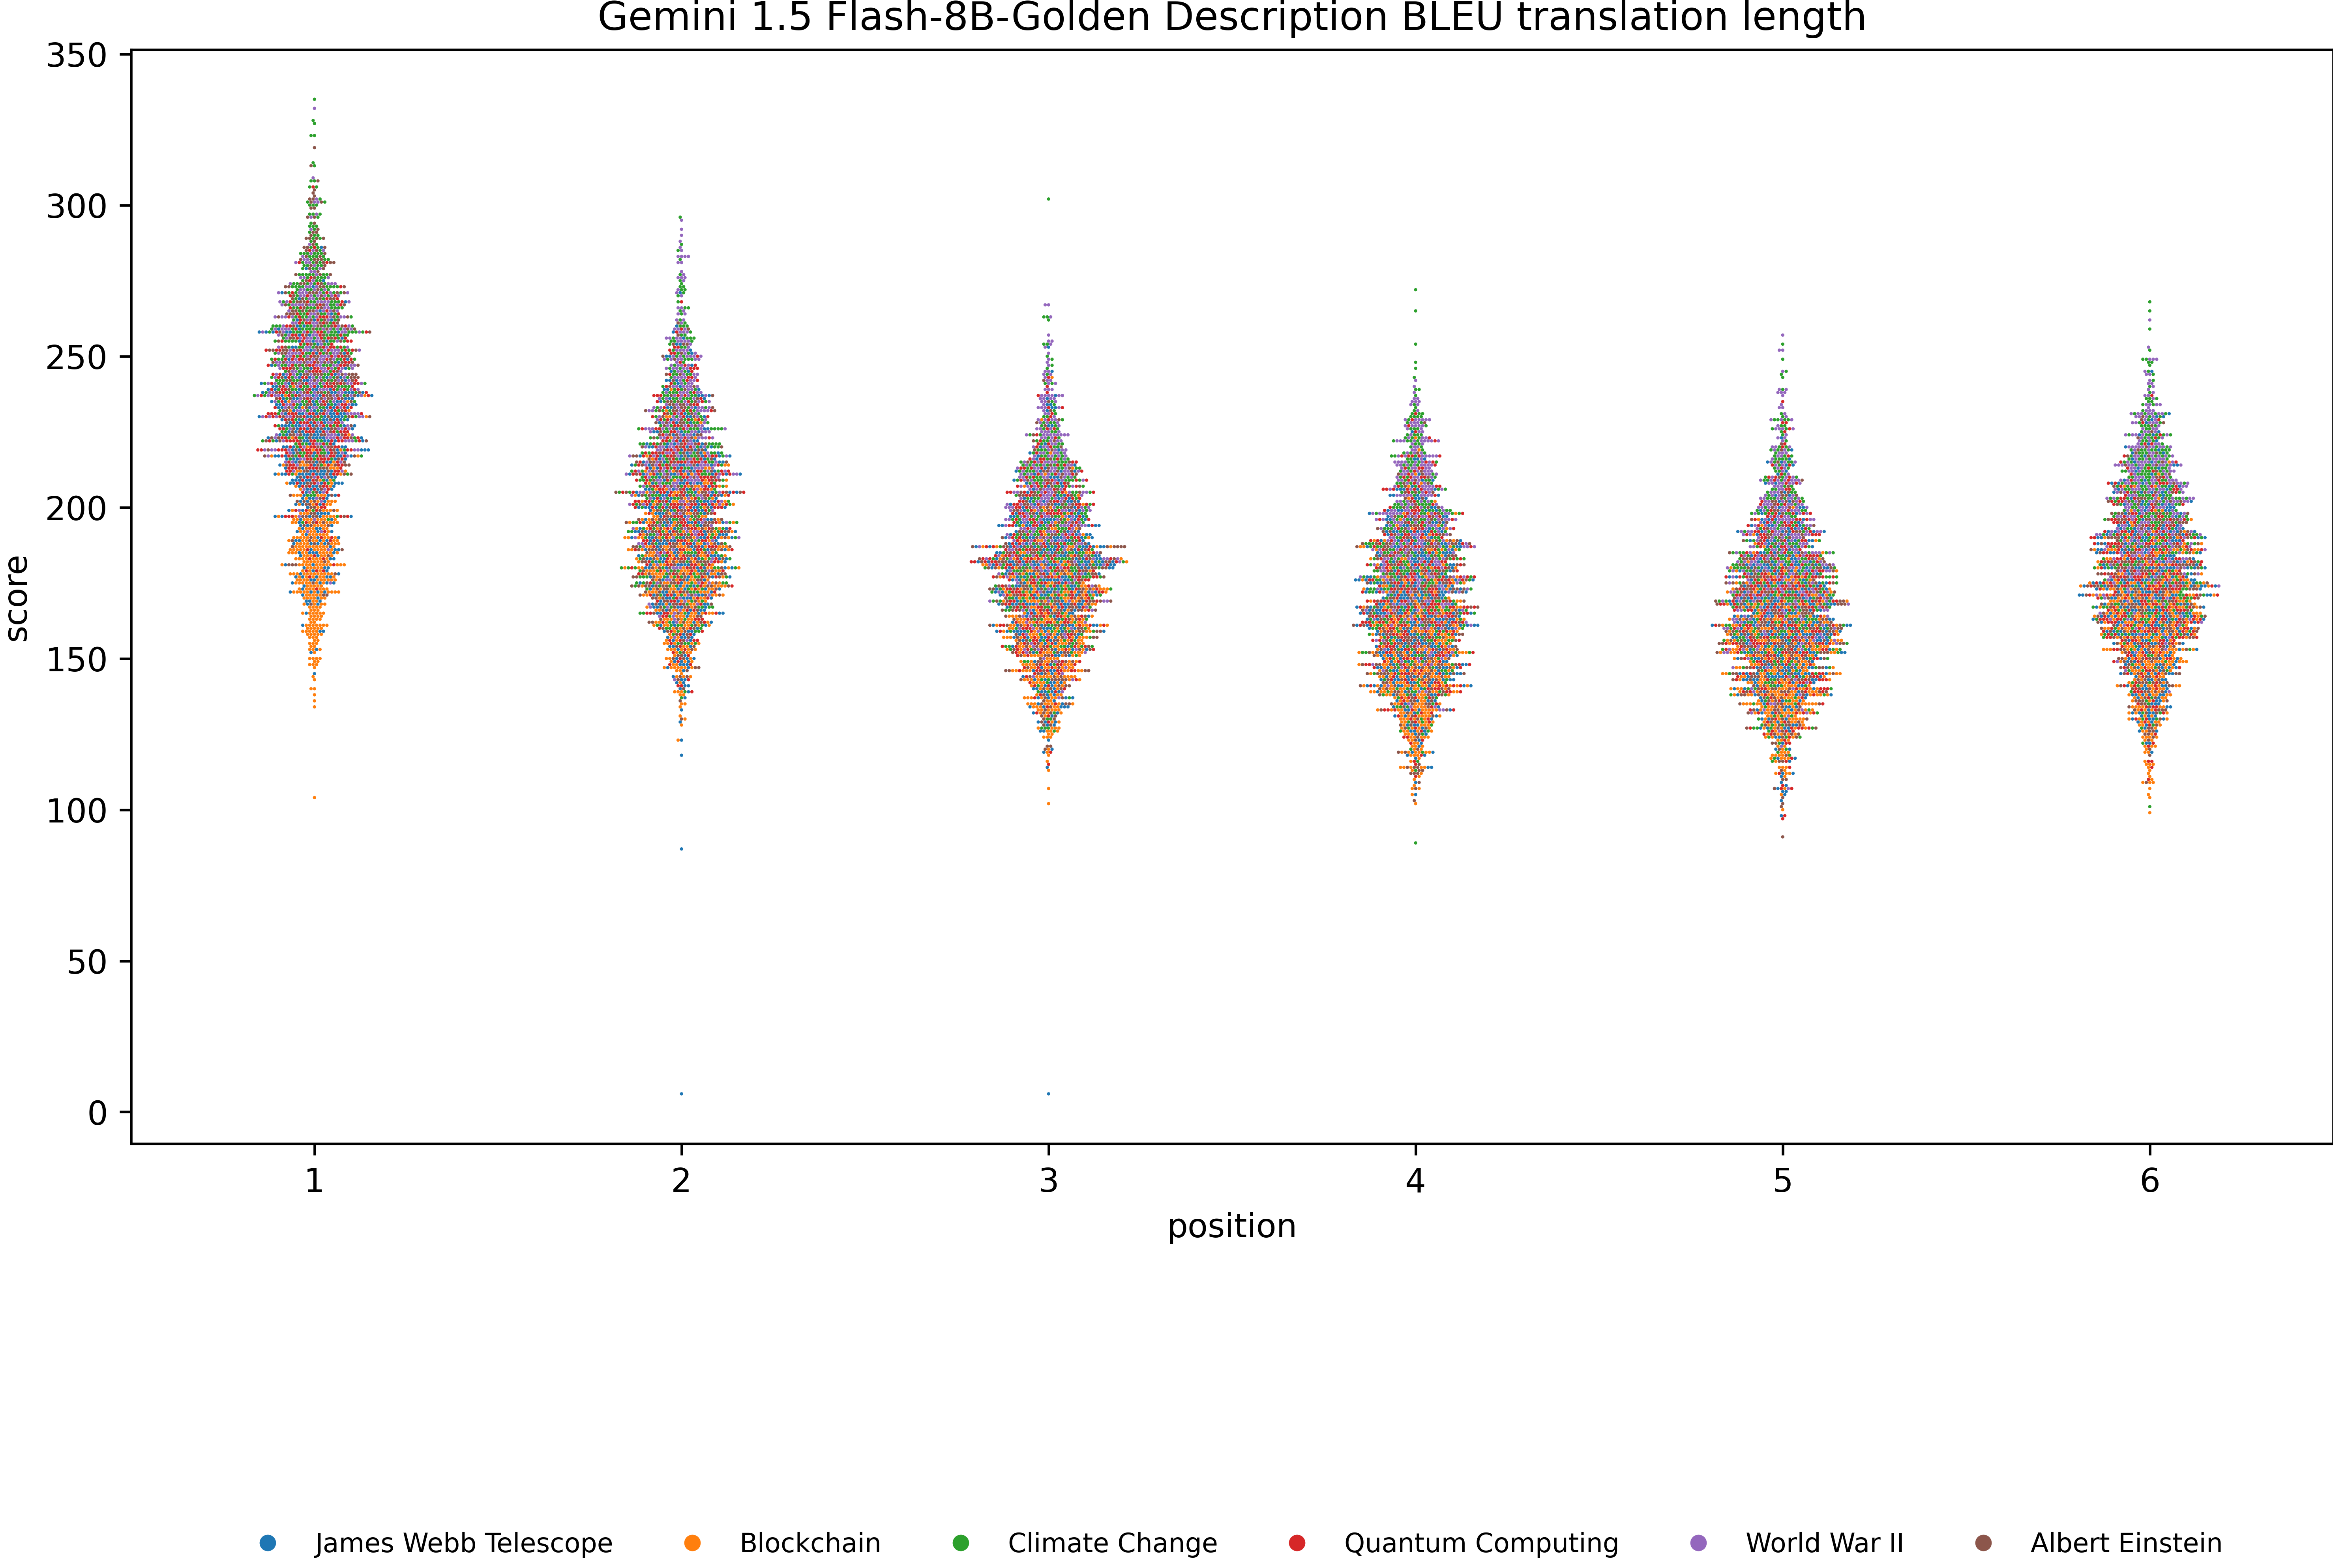 Gemini 1.5 Flash-8B-Golden Description BLEU translation length
350
300
250
200
150
100
50
0
score
1 2 3 4 5 6
position
James Webb Telescope Blockchain Climate Change Quantum Computing World War II Albert Einstein